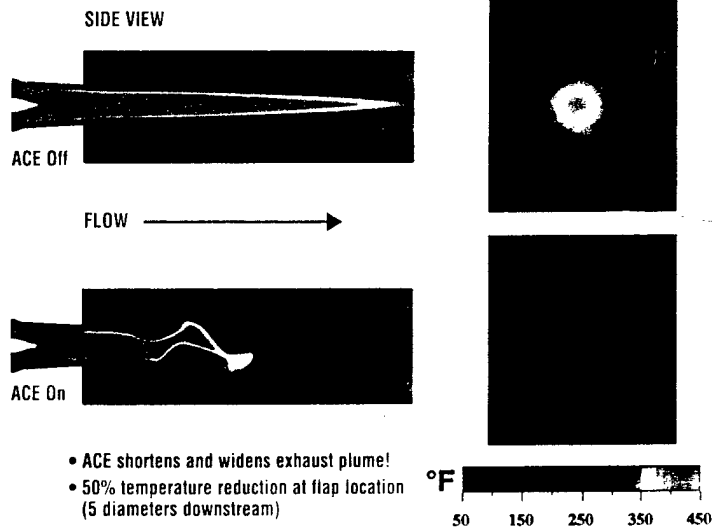 SIDE VIEW
ACE Off
FLOW
ACE On
• ACE shortens and widens exhaust plume!
• 50% temperature reduction at flap location
(5 diameters downstream)
°F
50 150 250 350 450